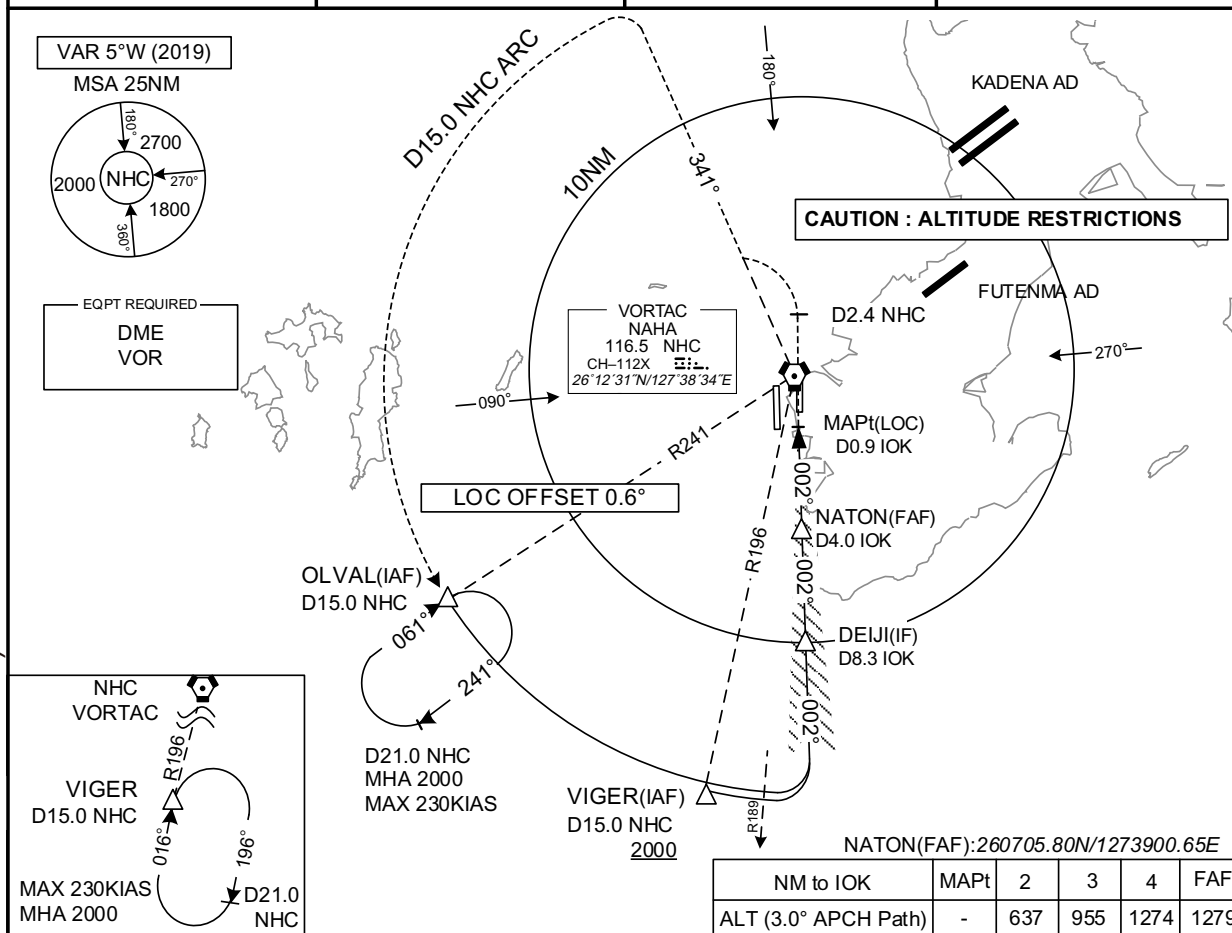 VAR 5°W (2019)
MSA 25NM
180°
2700
2000
NHC
270°
1800
360°
EQPT REQUIRED
DME
VOR
D15.0 NHC ARC
10NM
341°
180°
KADENA AD
CAUTION : ALTITUDE RESTRICTIONS
FUTENMA AD
VORTAC
NAHA
116.5 NHC
CH–112X
26°12´31˝N/127°38´34˝E
D2.4 NHC
270°
090°
R241
MAPt(LOC)
D0.9 IOK
002°
LOC OFFSET 0.6°
NATON(FAF)
D4.0 IOK
R196
002°
OLVAL(IAF)
D15.0 NHC
061°
241°
DEIJI(IF)
D8.3 IOK
002°
D21.0 NHC
MHA 2000
MAX 230KIAS
VIGER(IAF)
D15.0 NHC
2000
R189
NHC
VORTAC
R196
VIGER
D15.0 NHC
016°
196°
MAX 230KIAS
MHA 2000
D21.0
NHC
NATON(FAF):260705.80N/1273900.65E
NM to IOK MAPt 2 3 4 FAF
ALT (3.0° APCH Path) - 637 955 1274 1279